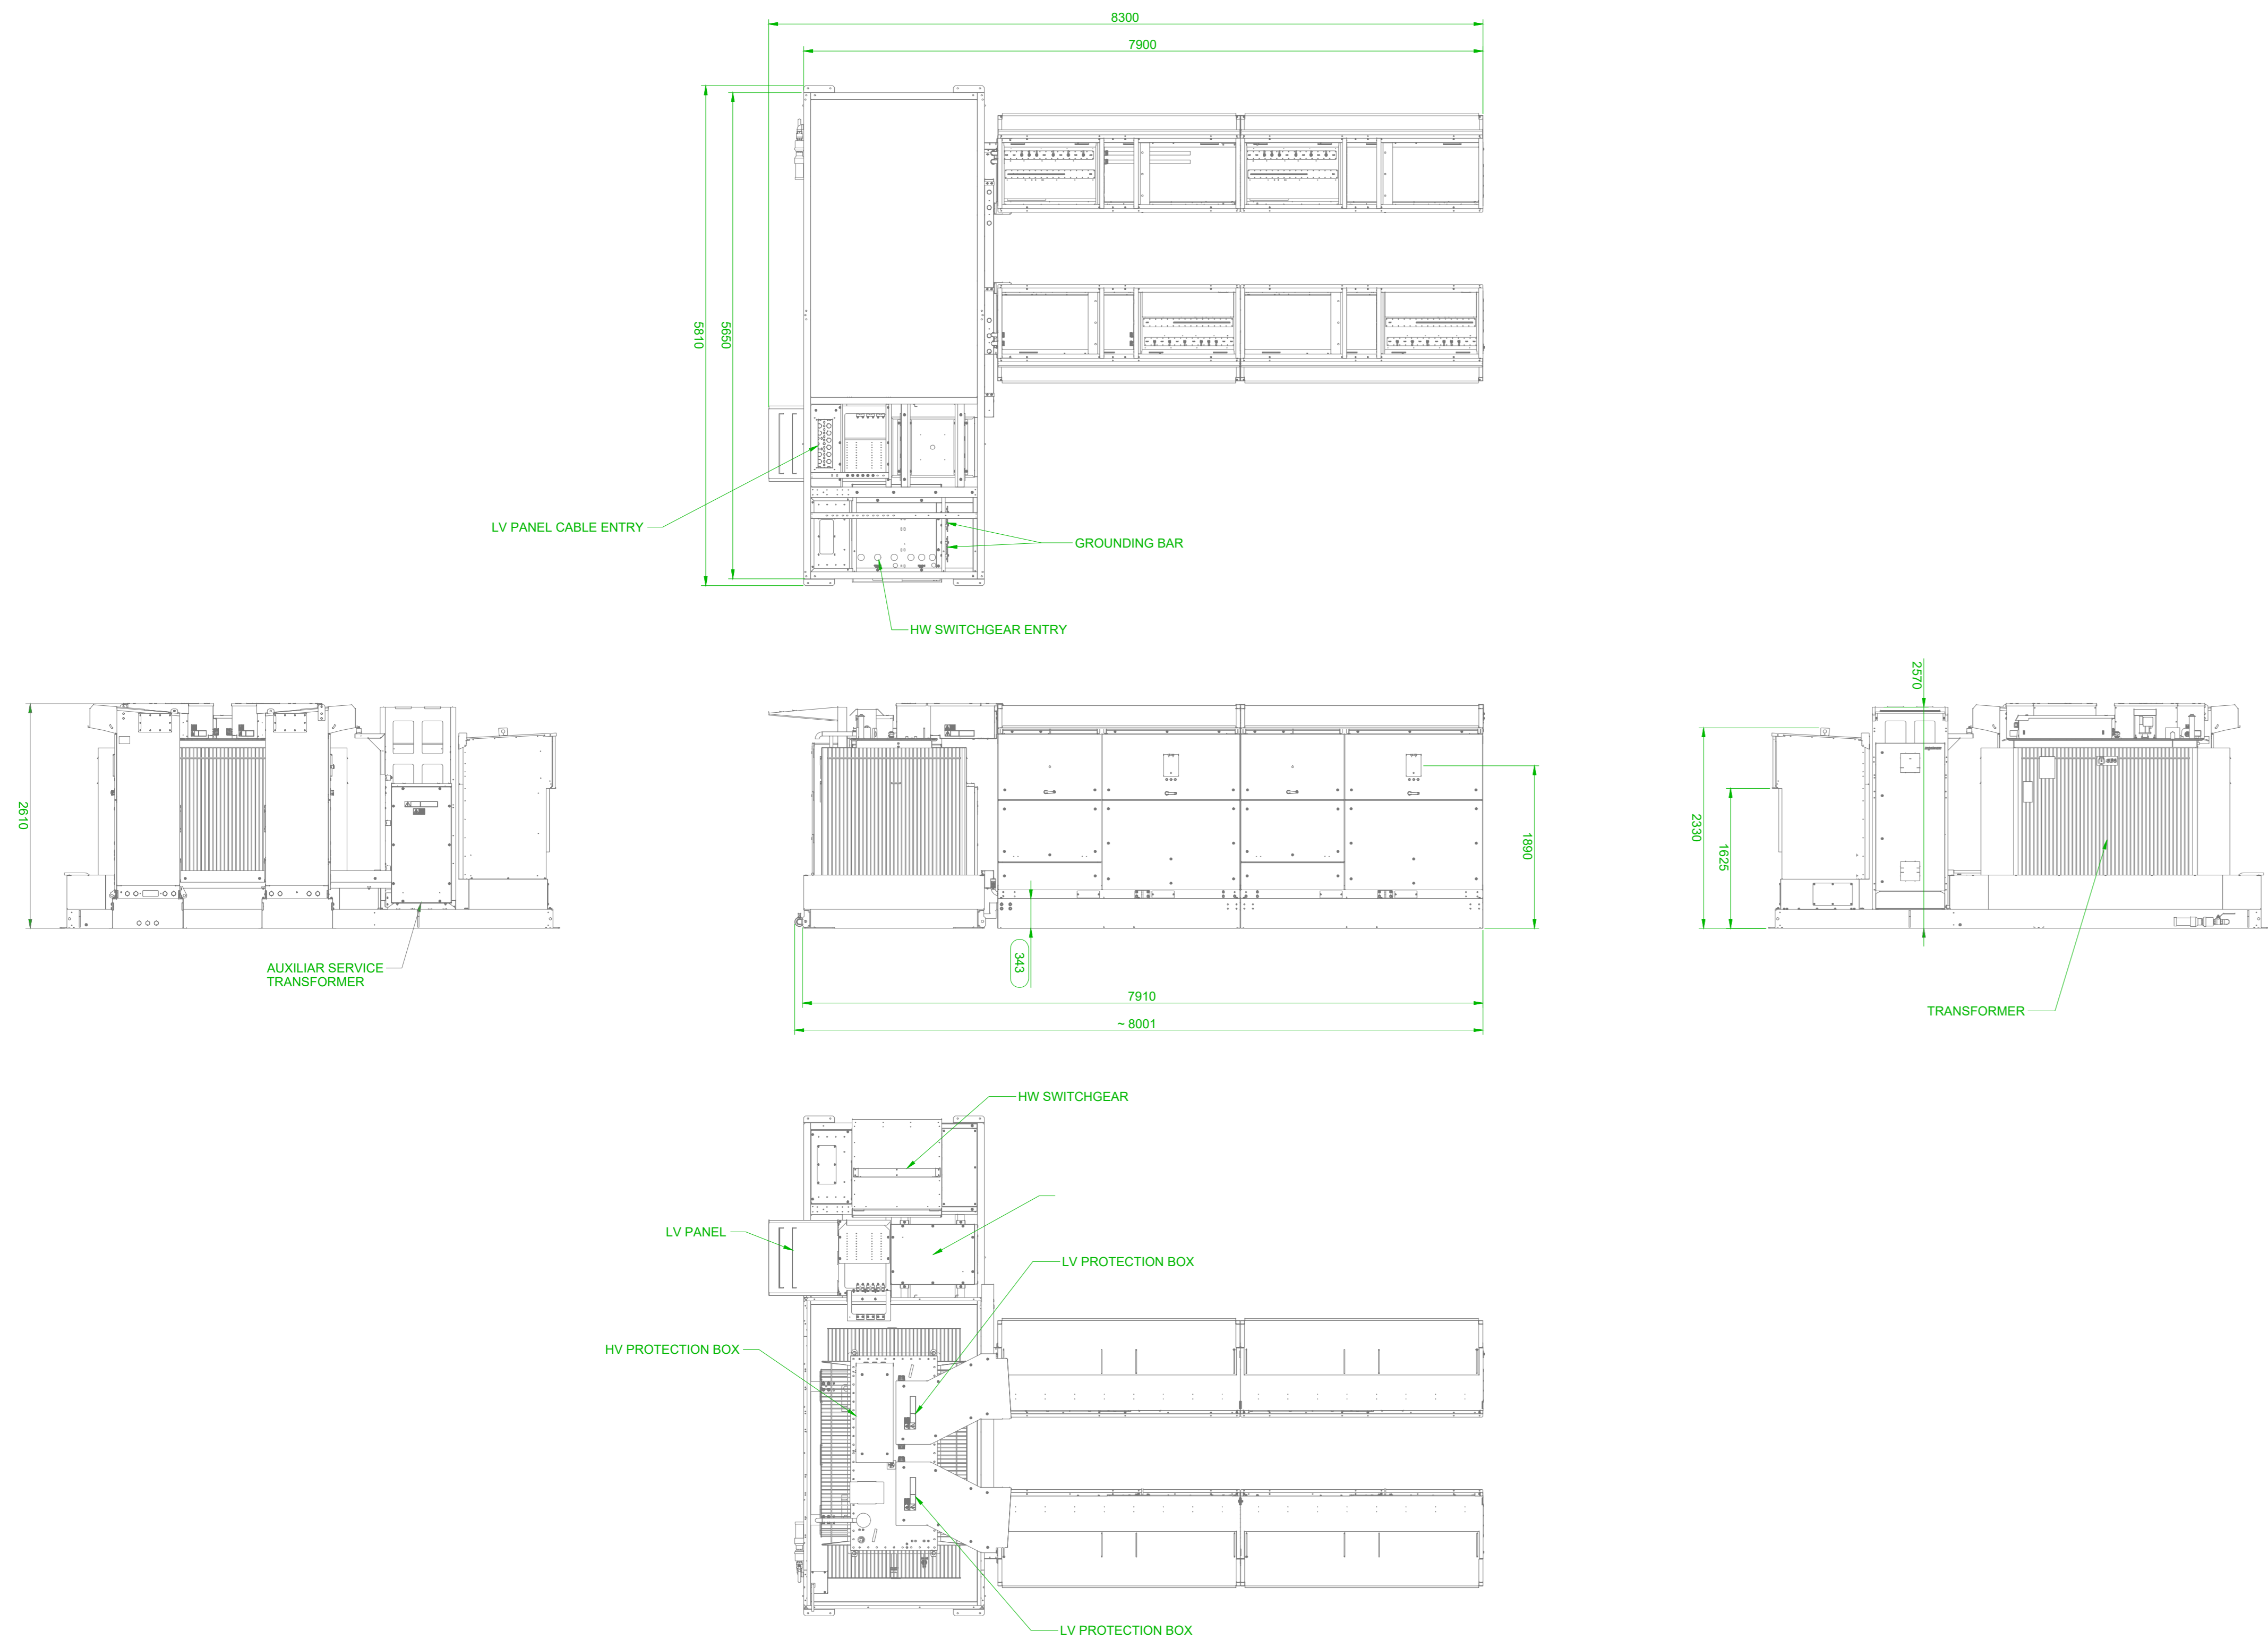 8300
7900
5810
5650
LV PANEL CABLE ENTRY
GROUNDING BAR
HW SWITCHGEAR ENTRY
2610
AUXILIAR SERVICE
TRANSFORMER
1890
343
7910
~ 8001
2570
2330
1625
TRANSFORMER
HW SWITCHGEAR
LV PANEL
LV PROTECTION BOX
HV PROTECTION BOX
LV PROTECTION BOX